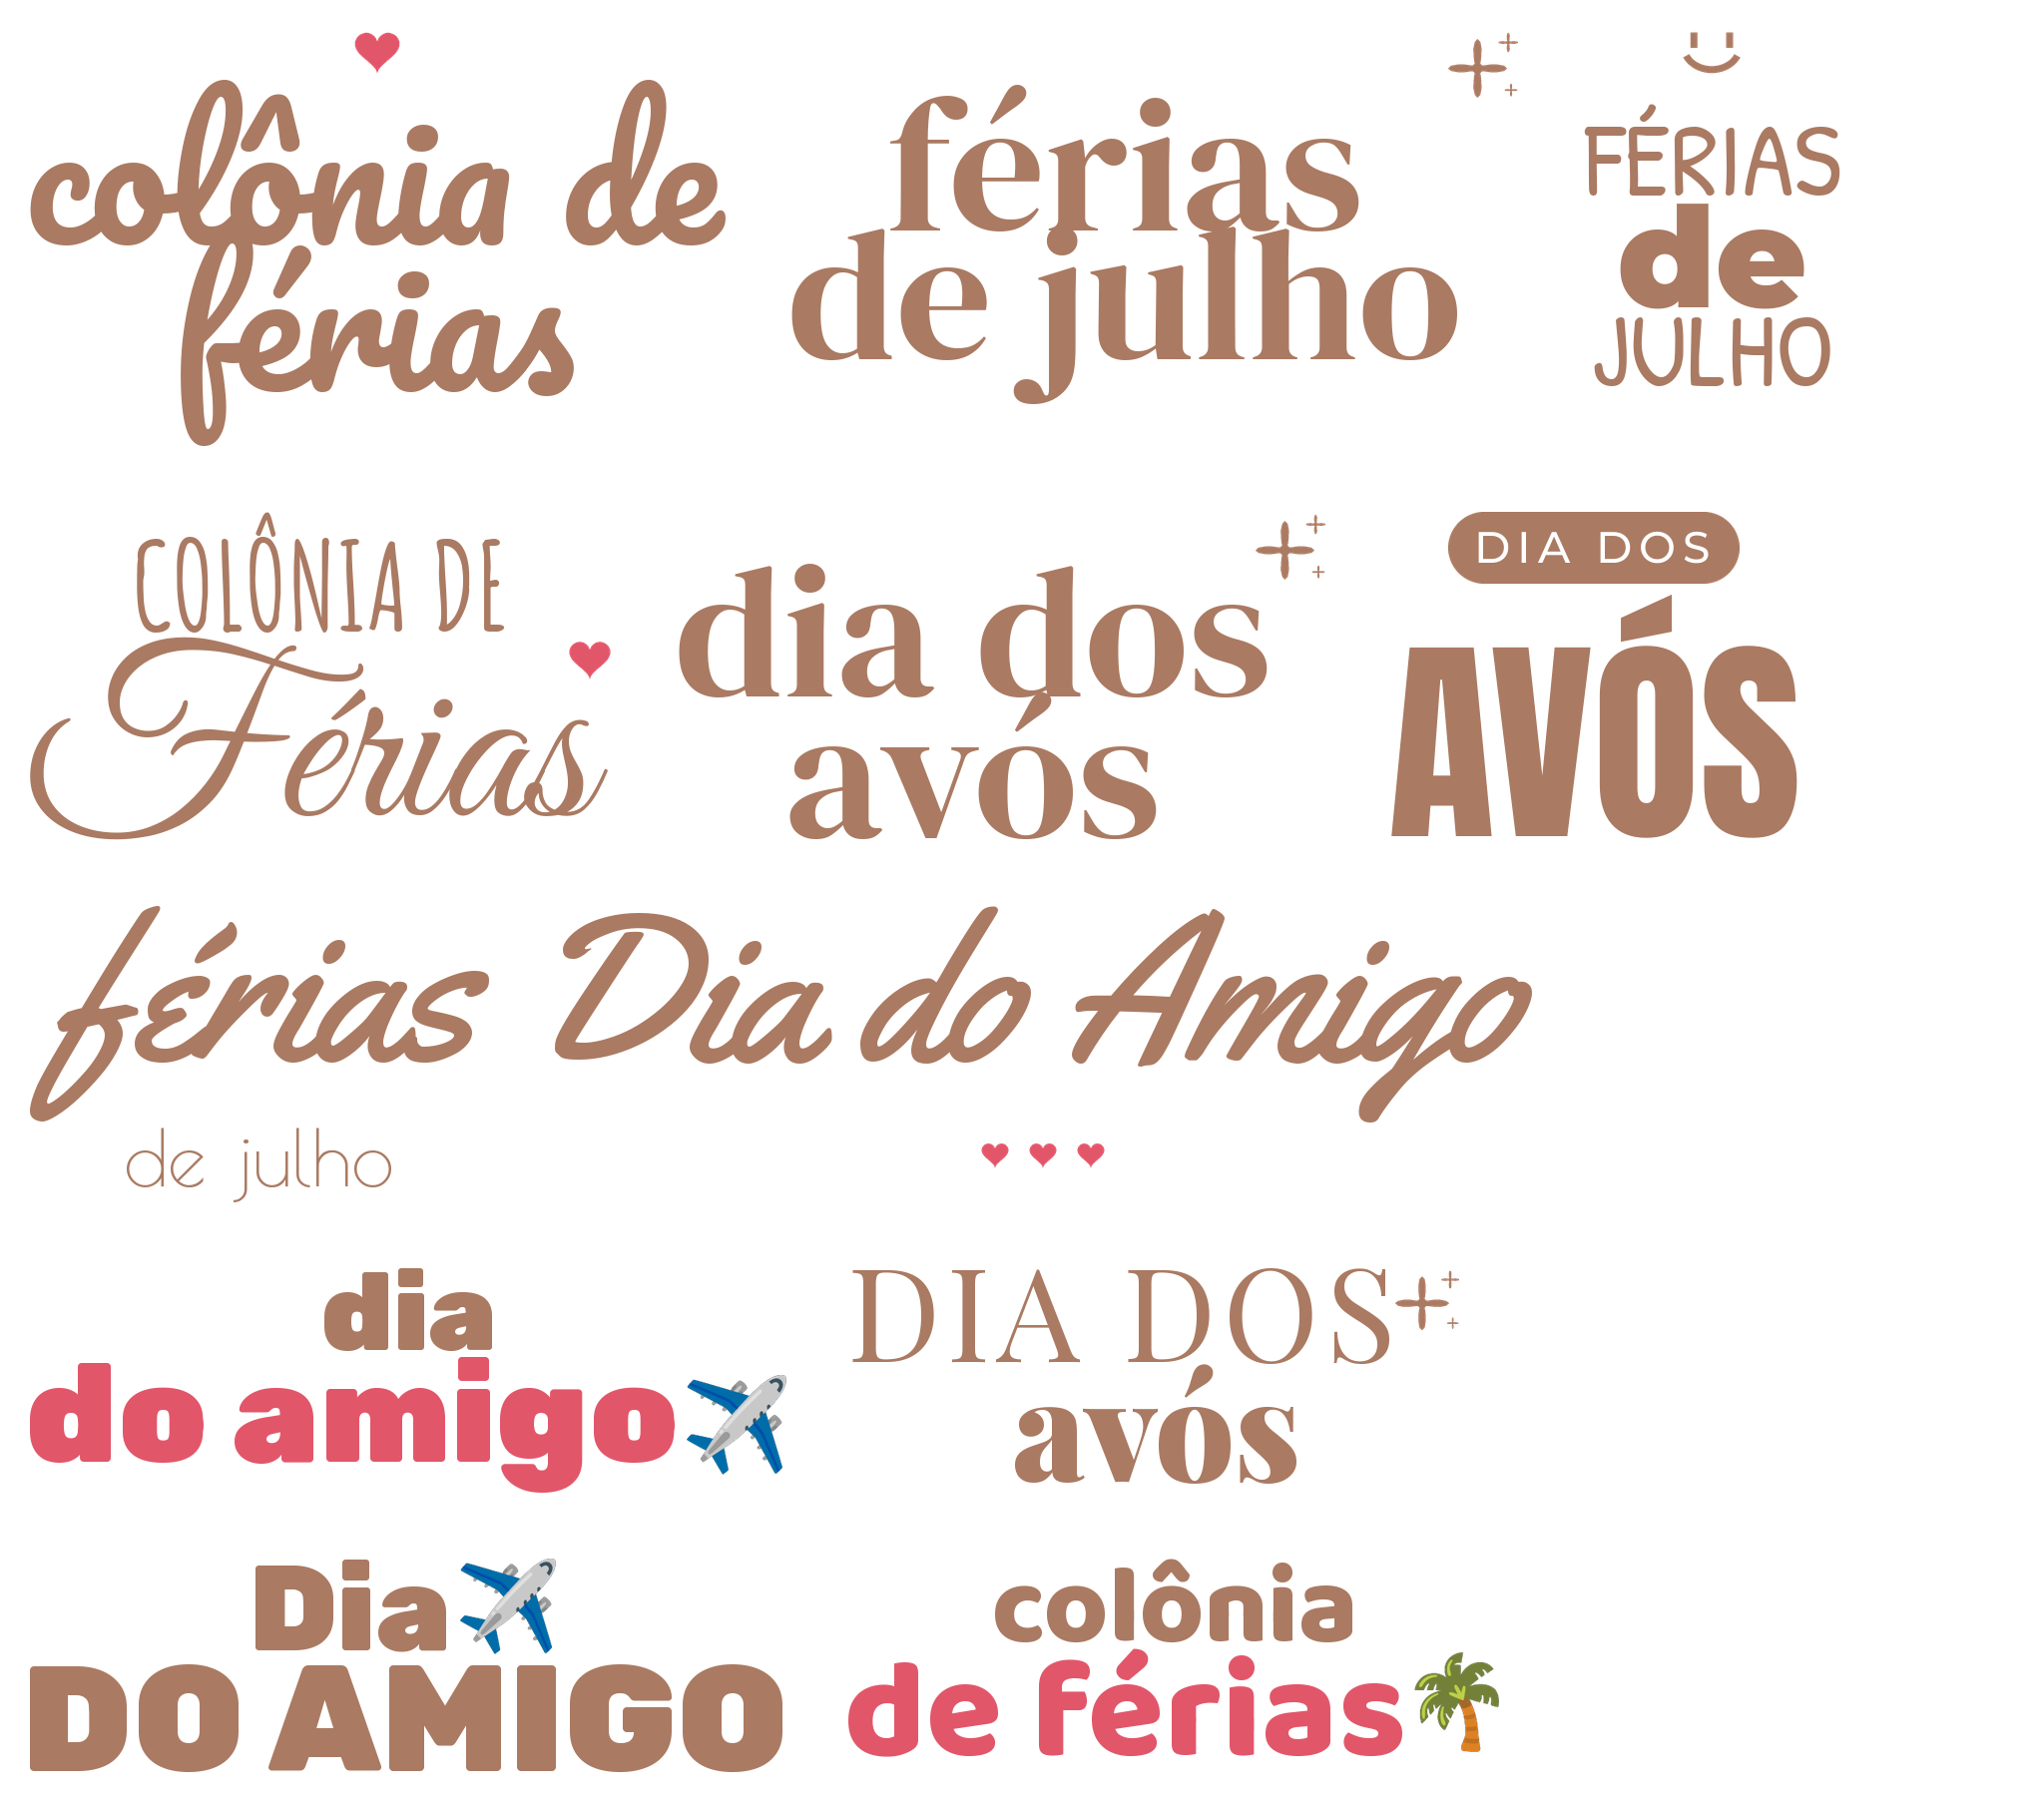 colônia de
férias
férias
de julho
FÉRIAS
de
JULHO
COLÔNIA DE
Férias
dia dos
avós
DIA DOS
AVÓS
férias
de julho
Dia do Amigo
dia
do amigo
DIA DOS
avós
Dia
DO AMIGO
colônia
de férias